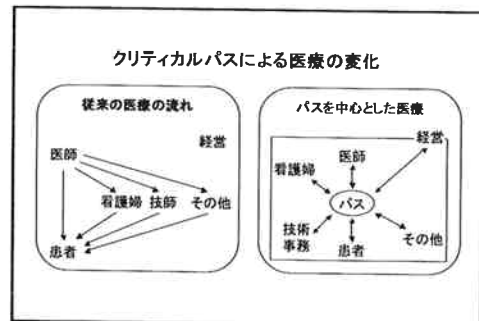 クリティカルパスによる医療の変化
従来の医療の流れ
経営
医師
看護婦 技師 その他
患者
パスを中心とした医療
経営
医師
看護婦
パス
技術
事務
患者
その他